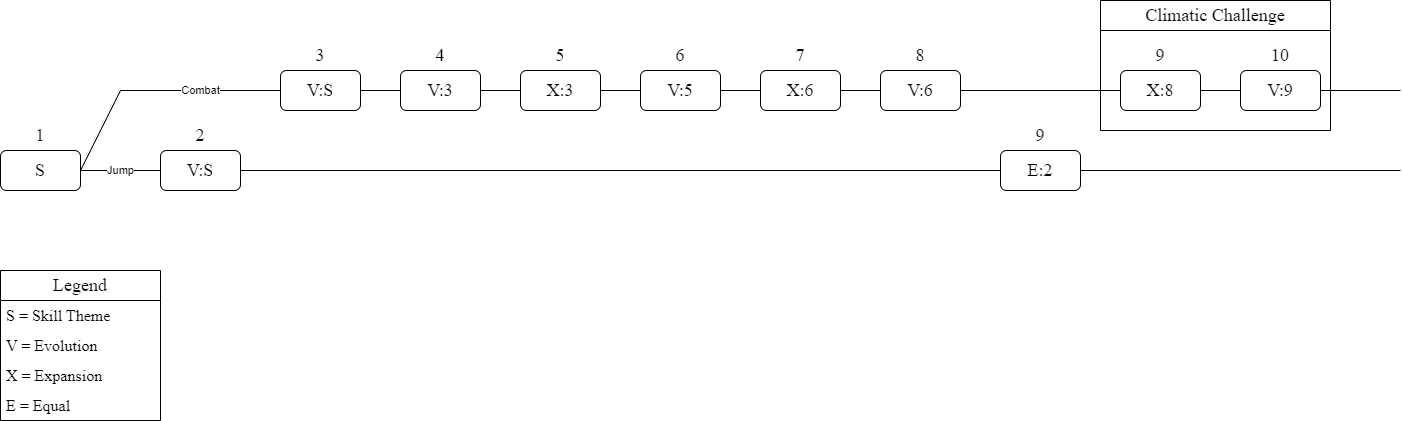 Climatic Challenge
3 4 5 6 7 8 9 10
Combat V:S V:3 X:3 V:5 X:6 V:6 X:8 V:9
1 2 9
S Jump V:S E:2
Legend
S = Skill Theme
V = Evolution
X = Expansion
E = Equal